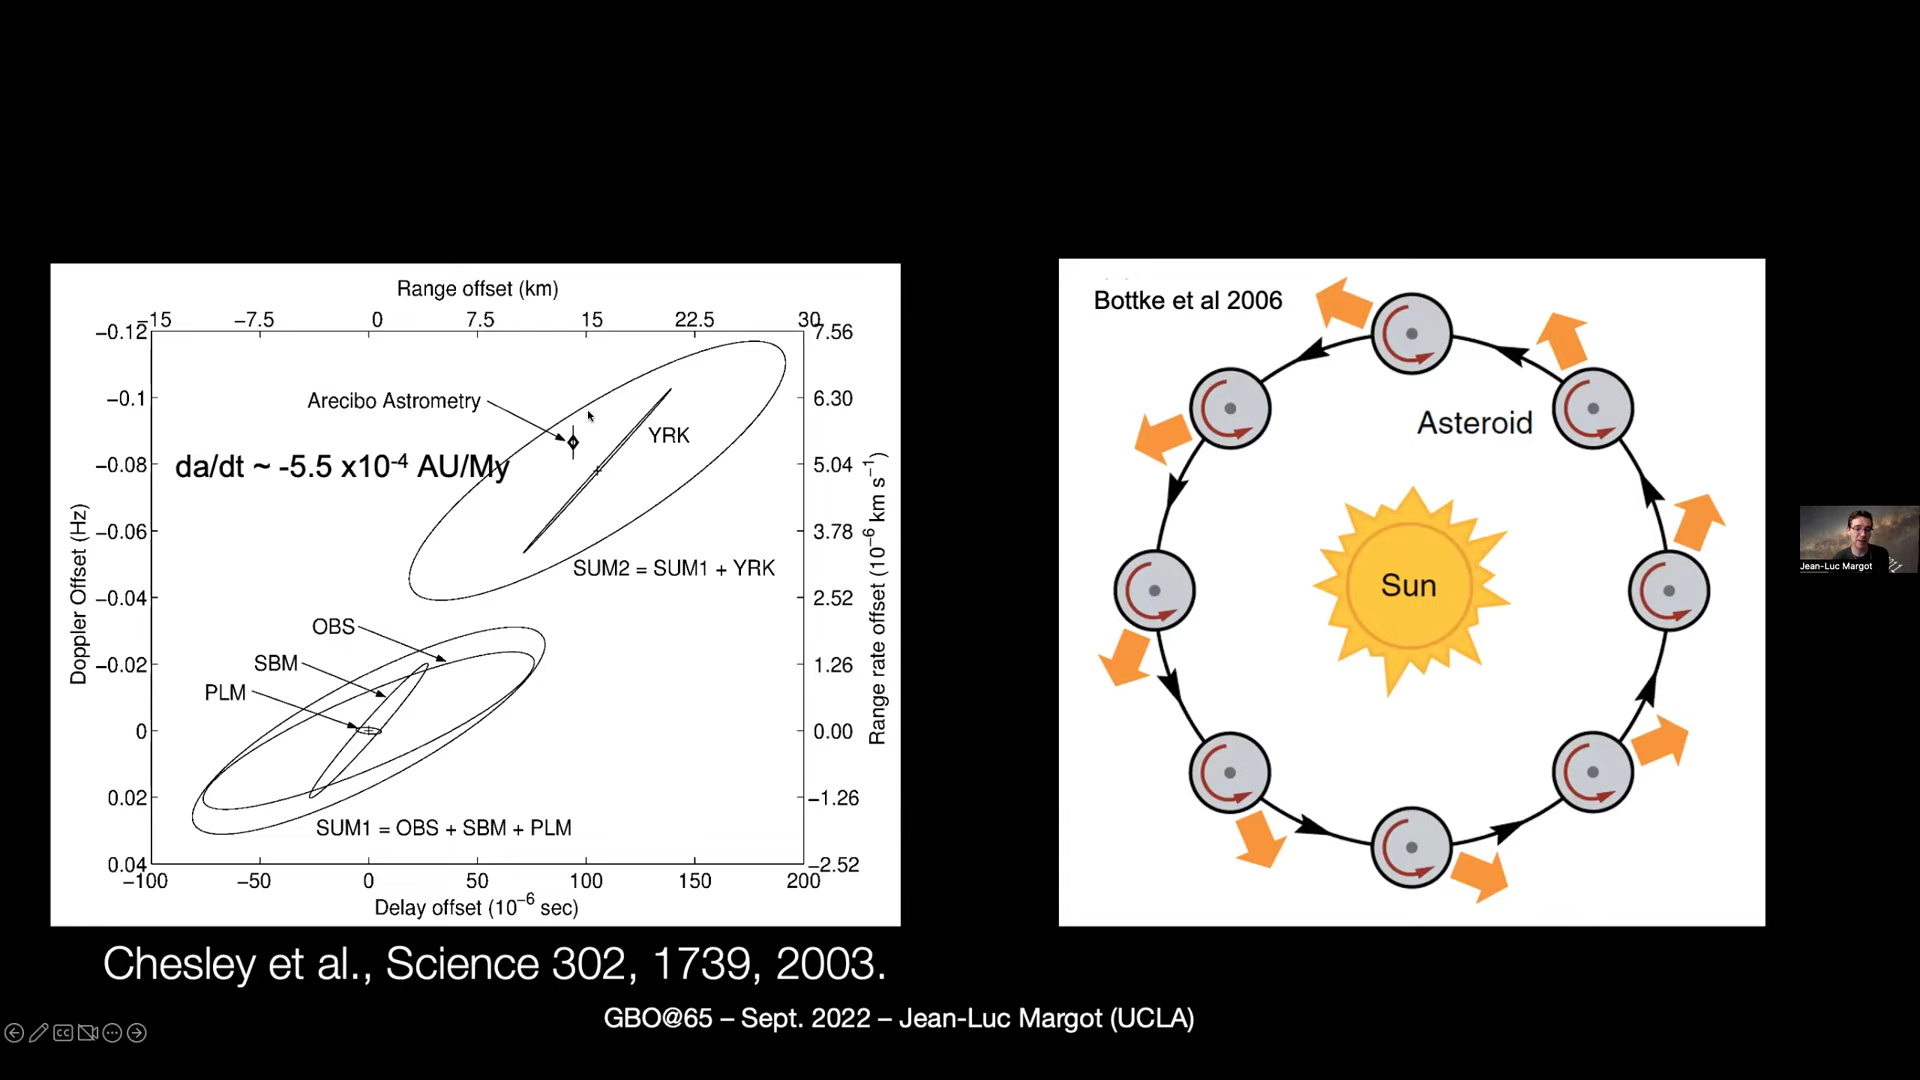 Range offset (km)
−15 −7.5 0 7.5 15 22.5 30
−0.12 7.56
Arecibo Astrometry
−0.1 6.30
YRK
da/dt ~ -5.5 x10-4 AU/My
−0.08 5.04
−0.06 3.78
SUM2 = SUM1 + YRK
−0.04 2.52
OBS
SBM
−0.02 1.26
PLM
0 0.00
0.02 −1.26
SUM1 = OBS + SBM + PLM
0.04 −2.52
−100 −50 0 50 100 150 200
Delay offset (10−6 sec)
Doppler Offset (Hz)
Range rate offset (10−6 km s−1)
Chesley et al., Science 302, 1739, 2003.
Bottke et al 2006
Asteroid
Sun
Jean-Luc Margot
GBO@65 – Sept. 2022 – Jean-Luc Margot (UCLA)
CC